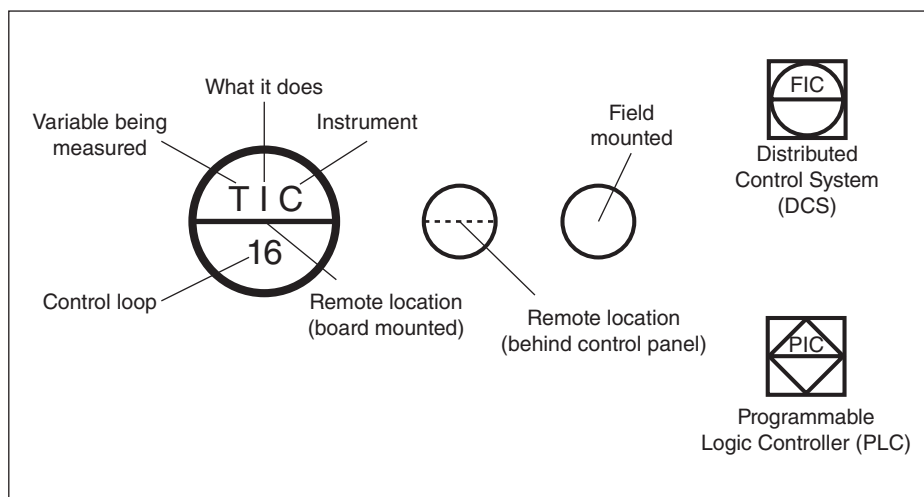 What it does
Variable being
measured
Instrument
T I C
16
Control loop
Remote location
(board mounted)
Field
mounted
Remote location
(behind control panel)
FIC
Distributed
Control System
(DCS)
PIC
Programmable
Logic Controller (PLC)